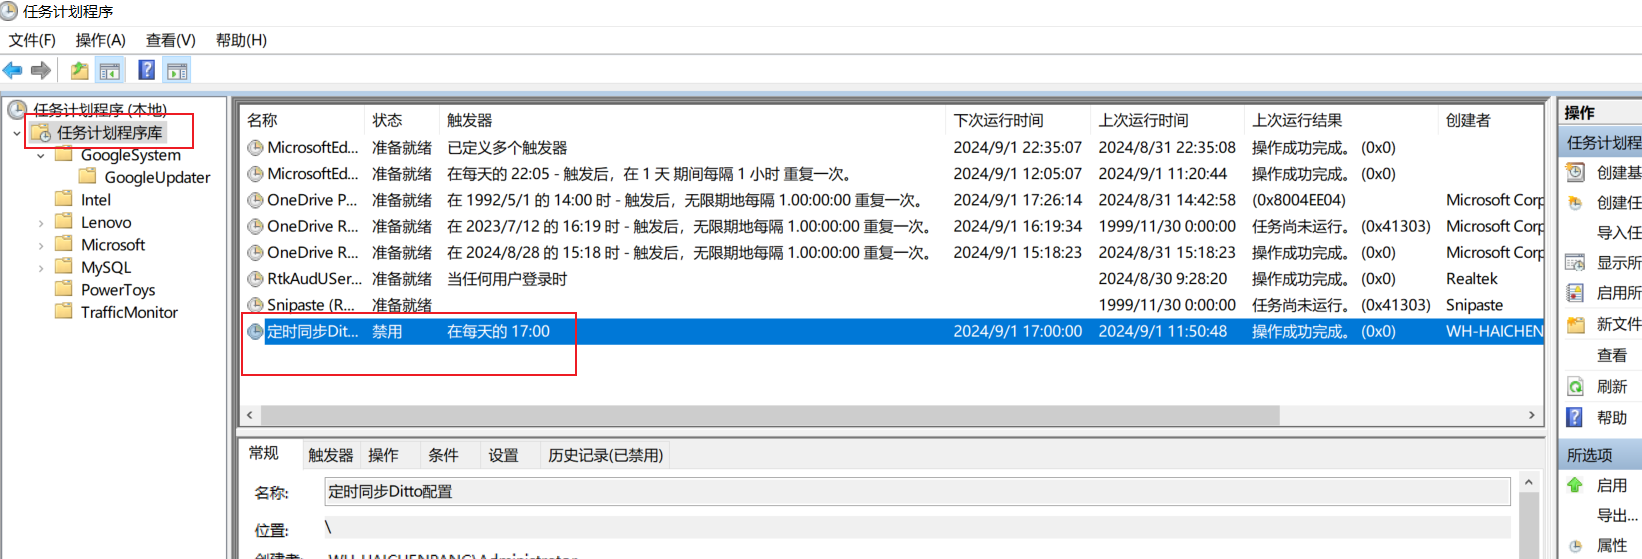 任务计划程序
文件(F) 操作(A) 查看(V) 帮助(H)
任务计划程序 (本地)
任务计划程序库
GoogleSystem
GoogleUpdater
Intel
Lenovo
Microsoft
MySQL
PowerToys
TrafficMonitor
名称 状态 触发器 下次运行时间 上次运行时间 上次运行结果 创建者
MicrosoftEd... 准备就绪 已定义多个触发器 2024/9/1 22:35:07 2024/8/31 22:35:08 操作成功完成。 (0x0)
MicrosoftEd... 准备就绪 在每天的 22:05 - 触发后，在 1 天 期间每隔 1 小时 重复一次。 2024/9/1 12:05:07 2024/9/1 11:20:44 操作成功完成。 (0x0)
OneDrive P... 准备就绪 在 1992/5/1 的 14:00 时 - 触发后，无限期地每隔 1.00:00:00 重复一次。 2024/9/1 17:26:14 2024/8/31 14:42:58 (0x8004EE04) Microsoft Corp
OneDrive R... 准备就绪 在 2023/7/12 的 16:19 时 - 触发后，无限期地每隔 1.00:00:00 重复一次。 2024/9/1 16:19:34 1999/11/30 0:00:00 任务尚未运行。 (0x41303) Microsoft Corp
OneDrive R... 准备就绪 在 2024/8/28 的 15:18 时 - 触发后，无限期地每隔 1.00:00:00 重复一次。 2024/9/1 15:18:23 2024/8/31 15:18:23 操作成功完成。 (0x0) Microsoft Corp
RtkAudUSer... 准备就绪 当任何用户登录时 2024/8/30 9:28:20 操作成功完成。 (0x0) Realtek
Snipaste (R... 准备就绪 1999/11/30 0:00:00 任务尚未运行。 (0x41303) Snipaste
定时同步Dit... 禁用 在每天的 17:00 2024/9/1 17:00:00 2024/9/1 11:50:48 操作成功完成。 (0x0) WH-HAICHEN
常规 触发器 操作 条件 设置 历史记录(已禁用)
名称: 定时同步Ditto配置
位置: \
创建者: WH-HAICHENPANG\Administrator
操作
任务计划程
创建基
创建任
导入任
显示所
启用所
新文件
查看
刷新
帮助
所选项
启用
导出...
属性